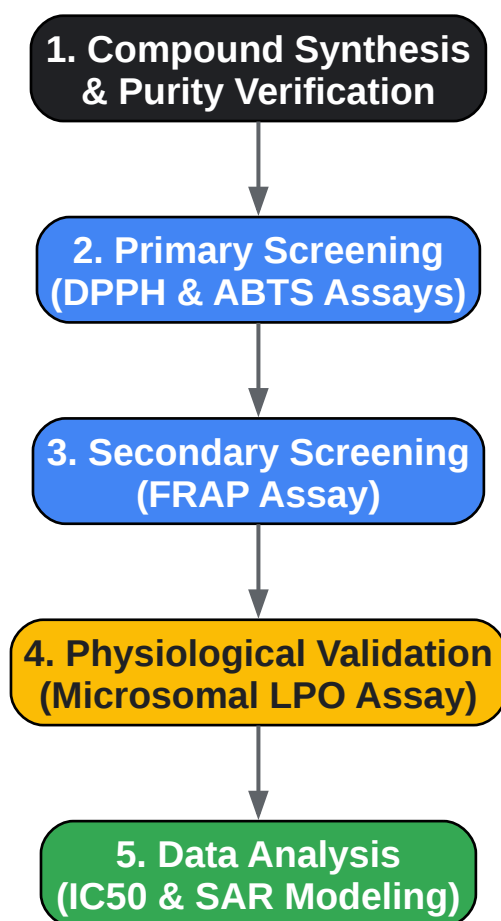 1. Compound Synthesis
& Purity Verification
2. Primary Screening
(DPPH & ABTS Assays)
3. Secondary Screening
(FRAP Assay)
4. Physiological Validation
(Microsomal LPO Assay)
5. Data Analysis
(IC50 & SAR Modeling)